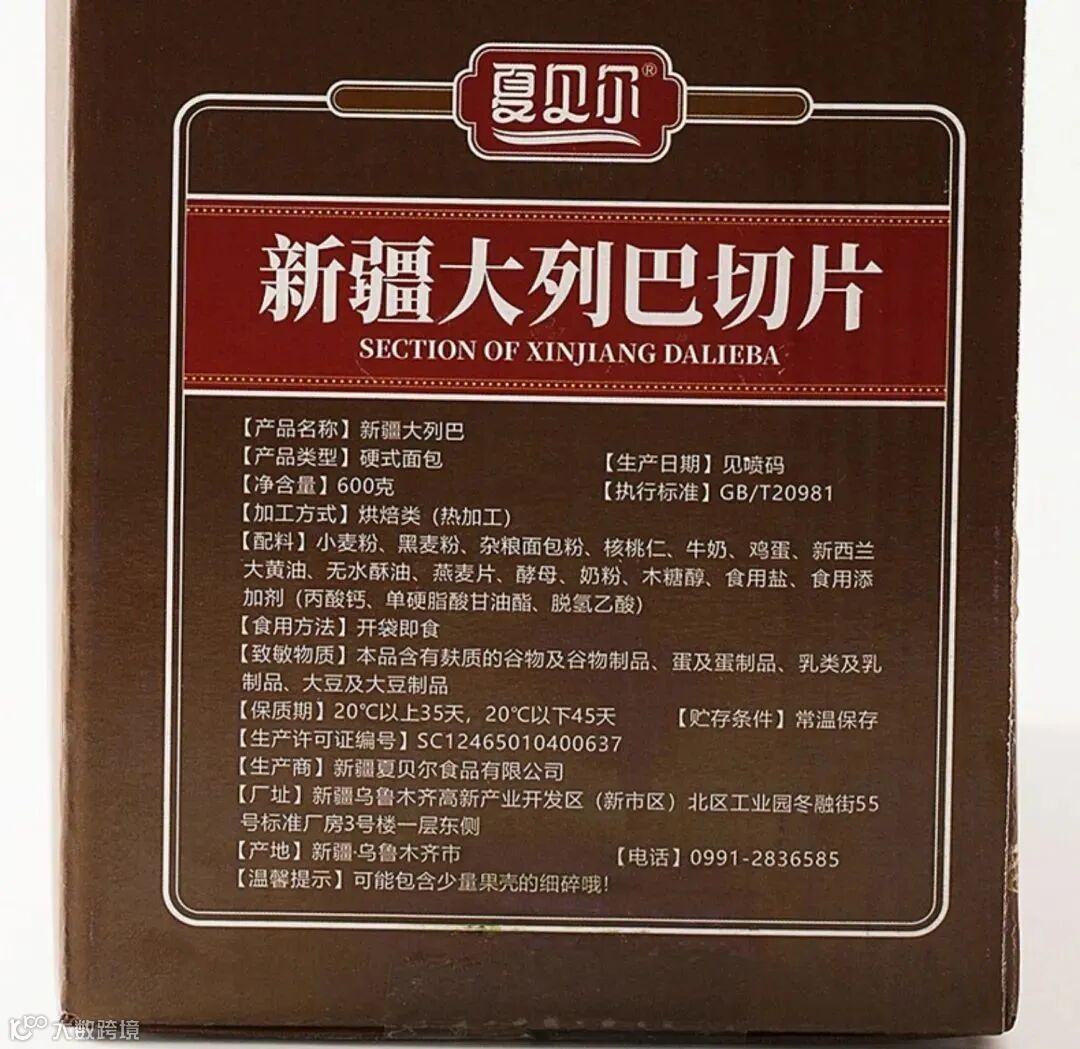 夏贝尔®
新疆大列巴切片
SECTION OF XINJIANG DALIEBA
【产品名称】新疆大列巴
【产品类型】硬式面包
【生产日期】见喷码
【净含量】600克
【执行标准】GB/T20981
【加工方式】烘焙类（热加工）
【配料】小麦粉、黑麦粉、杂粮面包粉、核桃仁、牛奶、鸡蛋、新西兰
大黄油、无水酥油、燕麦片、酵母、奶粉、木糖醇、食用盐、食用添
加剂（丙酸钙、单硬脂酸甘油酯、脱氢乙酸）
【食用方法】开袋即食
【致敏物质】本品含有麸质的谷物及谷物制品、蛋及蛋制品、乳类及乳
制品、大豆及大豆制品
【保质期】20℃以上35天，20℃以下45天
【贮存条件】常温保存
【生产许可证编号】SC12465010400637
【生产商】新疆夏贝尔食品有限公司
【厂址】新疆乌鲁木齐高新产业开发区（新市区）北区工业园冬融街55
号标准厂房3号楼一层东侧
【产地】新疆·乌鲁木齐市
【电话】0991-2836585
【温馨提示】可能包含少量果壳的细碎哦！
大数跨境